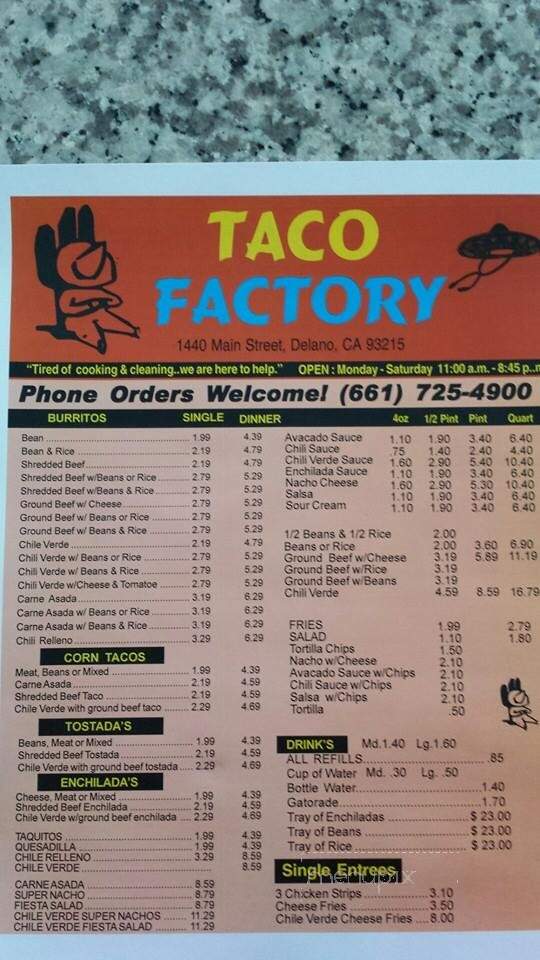 TACO
FACTORY
1440 Main Street, Delano, CA 93215
"Tired of cooking & cleaning..we are here to help." OPEN : Monday - Saturday 11:00 a.m. - 8:45 p..
Phone Orders Welcome! (661) 725-4900
BURRITOS SINGLE DINNER
Bean 1.99 4.39
Bean & Rice 2.19 4.79
Shredded Beef 2.19 4.79
Shredded Beef w/Beans or Rice 2.79 5.29
Shredded Beef w/Beans & Rice 2.79 5.29
Ground Beef w/ Cheese 2.79 5.29
Ground Beef w/ Beans or Rice 2.79 5.29
Ground Beef w/ Beans & Rice 2.79 5.29
Chile Verde 2.19 4.79
Chili Verde w/ Beans or Rice 2.79 5.29
Chili Verde w/ Beans & Rice 2.79 5.29
Chili Verde w/Cheese & Tomatoe 2.79 5.29
Carne Asada 3.19 6.29
Carne Asada w/ Beans or Rice 3.19 6.29
Carne Asada w/ Beans & Rice 3.19 6.29
Chili Relleno 3.29 6.29
CORN TACOS
Meat, Beans or Mixed 1.99 4.39
Carne Asada 2.19 4.59
Shredded Beef Taco 2.19 4.59
Chile Verde with ground beef taco 2.29 4.69
TOSTADA'S
Beans, Meat or Mixed 1.99 4.39
Shredded Beef Tostada 2.19 4.59
Chile Verde with ground beef tostada 2.29 4.69
ENCHILADA'S
Cheese, Meat or Mixed 1.99 4.39
Shredded Beef Enchilada 2.19 4.59
Chile Verde w/ground beef enchilada 2.29 4.69
TAQUITOS 1.99 4.39
QUESADILLA 1.99 4.39
CHILE RELLENO 3.29 8.59
CHILE VERDE 8.59
CARNE ASADA 8.59
SUPER NACHO 8.79
FIESTA SALAD 8.79
CHILE VERDE SUPER NACHOS 11.29
CHILE VERDE FIESTA SALAD 11.29
4oz 1/2 Pint Pint Quart
Avacado Sauce 1.10 1.90 3.40 6.40
Chili Sauce .75 1.40 2.40 4.40
Chili Verde Sauce 1.60 2.90 5.40 10.40
Enchilada Sauce 1.10 1.90 3.40 6.40
Nacho Cheese 1.60 2.90 5.30 10.40
Salsa 1.10 1.90 3.40 6.40
Sour Cream 1.10 1.90 3.40 6.40
1/2 Beans & 1/2 Rice 2.00
Beans or Rice 2.00 3.60 6.90
Ground Beef w/Cheese 3.19 5.89 11.19
Ground Beef w/Rice 3.19
Ground Beef w/Beans 3.19
Chili Verde 4.59 8.59 16.79
FRIES 1.99 2.79
SALAD 1.10 1.80
Tortilla Chips 1.50
Nacho w/Cheese 2.10
Avacado Sauce w/Chips 2.10
Chili Sauce w/Chips 2.10
Salsa w/Chips 2.10
Tortilla .50
DRINK'S Md.1.40 Lg.1.60
ALL REFILLS .85
Cup of Water Md. .30 Lg. .50
Bottle Water 1.40
Gatorade 1.70
Tray of Enchiladas $ 23.00
Tray of Beans $ 23.00
Tray of Rice $ 23.00
Single Entrees
menupix
3 Chicken Strips 3.10
Cheese Fries 3.50
Chile Verde Cheese Fries 8.00